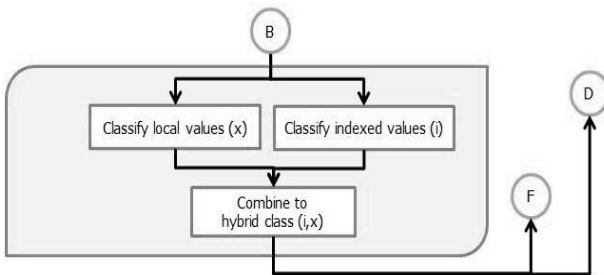 B
D
Classify local values (x)
Classify indexed values (i)
Combine to
hybrid class (i,x)
F